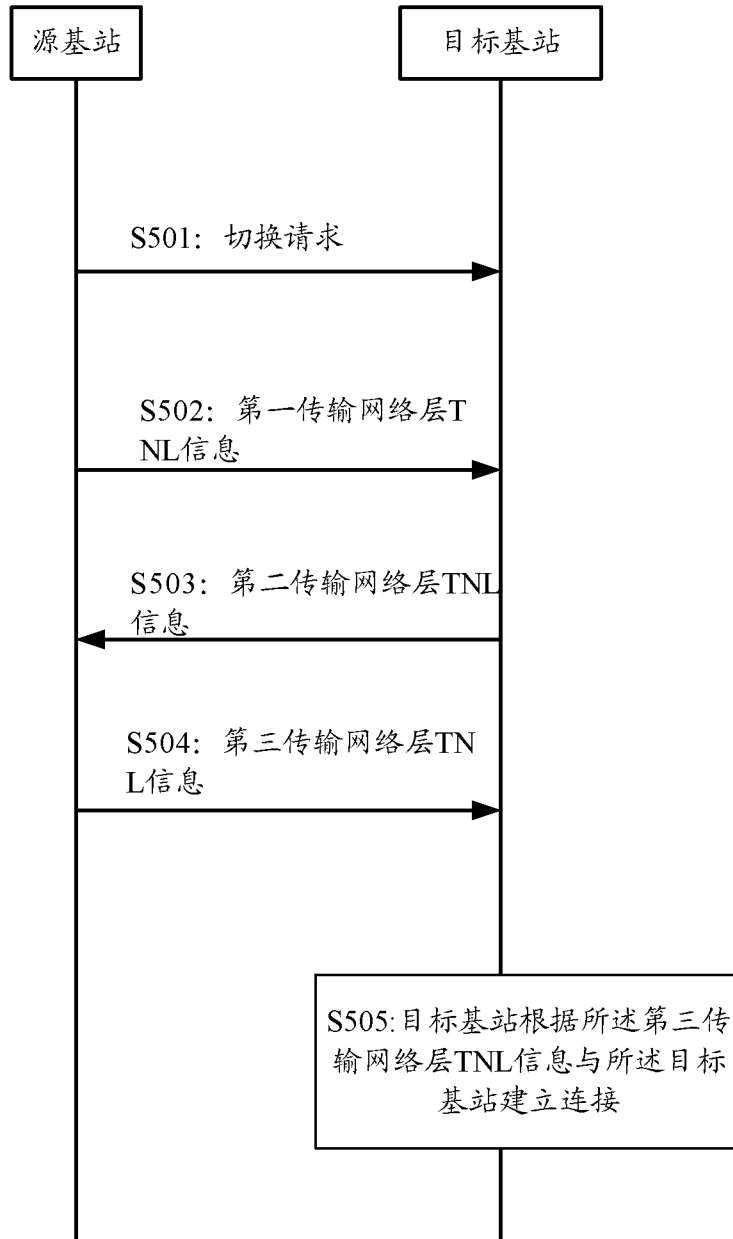 源基站
目标基站
S501：切换请求
S502：第一传输网络层T
NL信息
S503：第二传输网络层TNL
信息
S504：第三传输网络层TN
L信息
S505:目标基站根据所述第三传
输网络层TNL信息与所述目标
基站建立连接